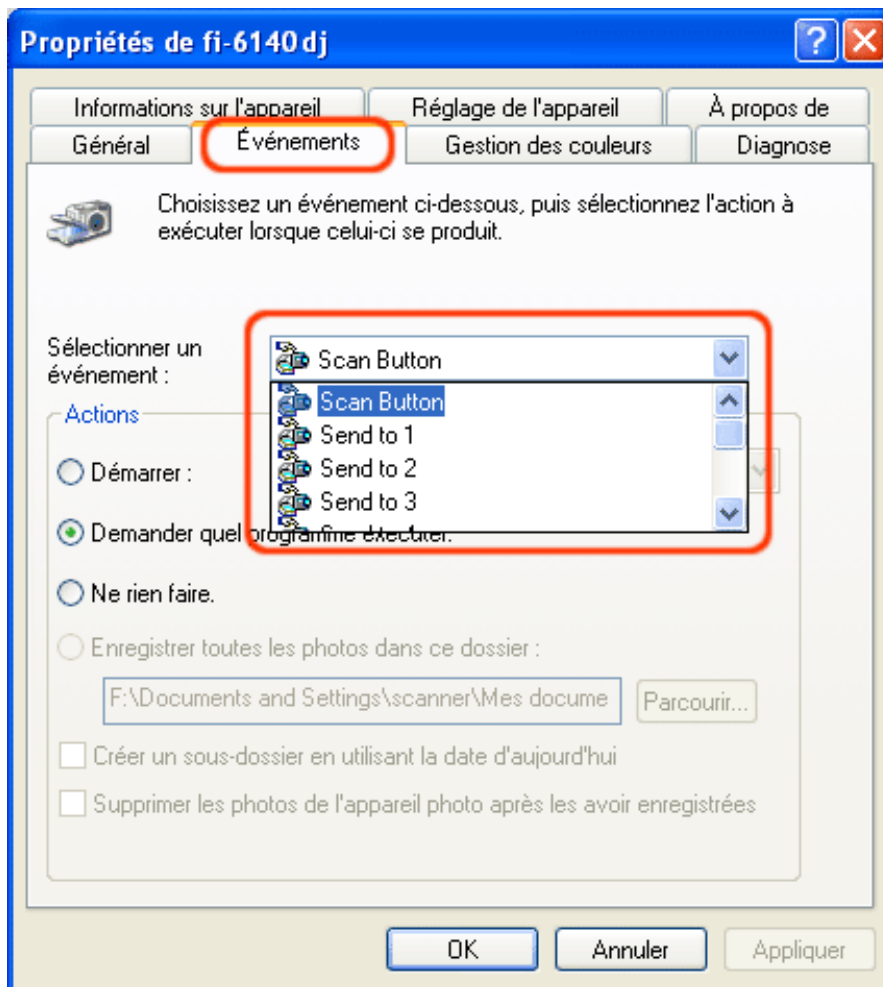 Propriétés de fi-6140dj
Informations sur l'appareil Réglage de l'appareil À propos de
Général Événements Gestion des couleurs Diagnose
Choisissez un événement ci-dessous, puis sélectionnez l'action à
exécuter lorsque celui-ci se produit.
Sélectionner un
événement :
Scan Button
Scan Button
Send to 1
Send to 2
Send to 3
Actions
Démarrer :
Demander quel programme exécuter.
Ne rien faire.
Enregistrer toutes les photos dans ce dossier :
F:\Documents and Settings\scanner\Mes docume Parcourir...
Créer un sous-dossier en utilisant la date d'aujourd'hui
Supprimer les photos de l'appareil photo après les avoir enregistrées
OK Annuler Appliquer